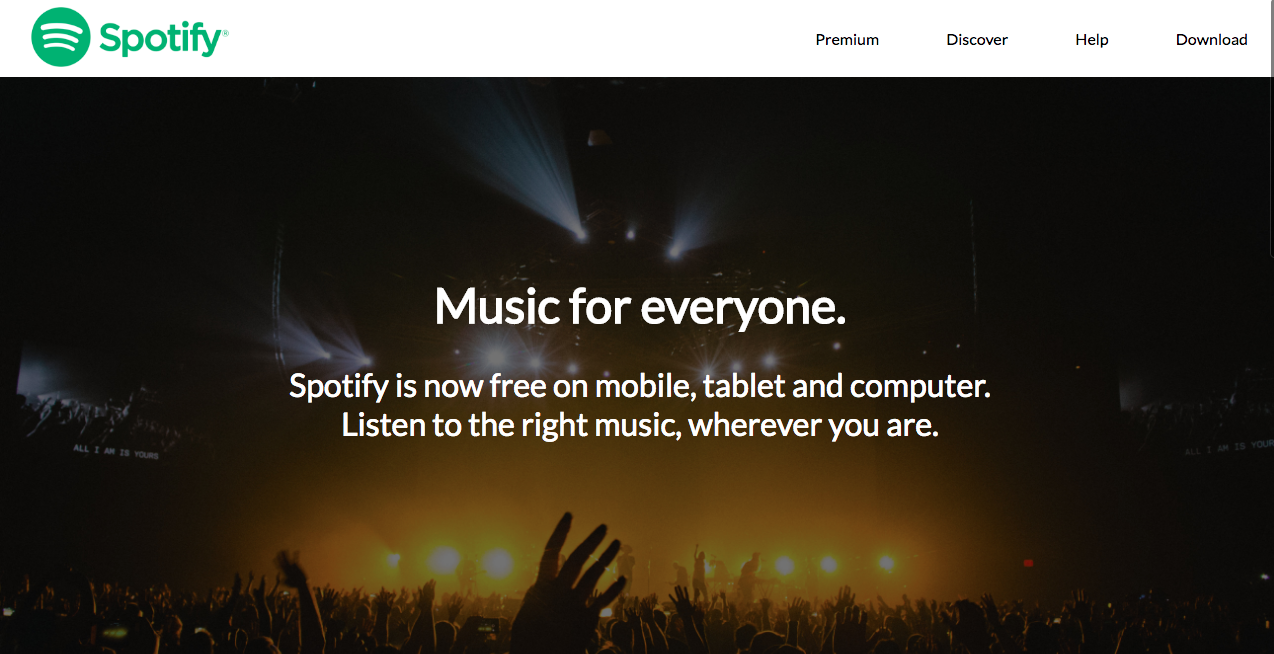 Spotify®
Premium
Discover
Help
Download
Music for everyone.
Spotify is now free on mobile, tablet and computer.
Listen to the right music, wherever you are.
ALL I AM IS YOURS
ALL I AM IS YOUR